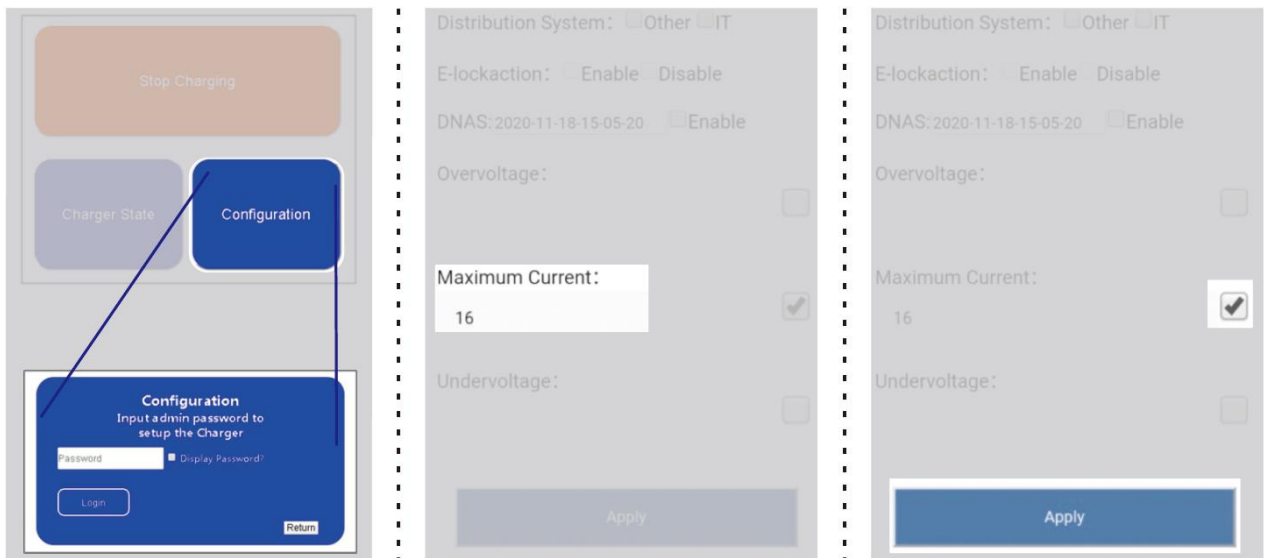 Stop Charging
Charger State
Configuration
Configuration
Input admin password to
setup the Charger
Password
Display Password?
Login
Return
Distribution System: Other IT
E-lockaction: Enable Disable
DNAS: 2020-11-18-15-05-20 Enable
Overvoltage:
Maximum Current:
16
Undervoltage:
Apply
Distribution System: Other IT
E-lockaction: Enable Disable
DNAS: 2020-11-18-15-05-20 Enable
Overvoltage:
Maximum Current:
16
Undervoltage:
Apply